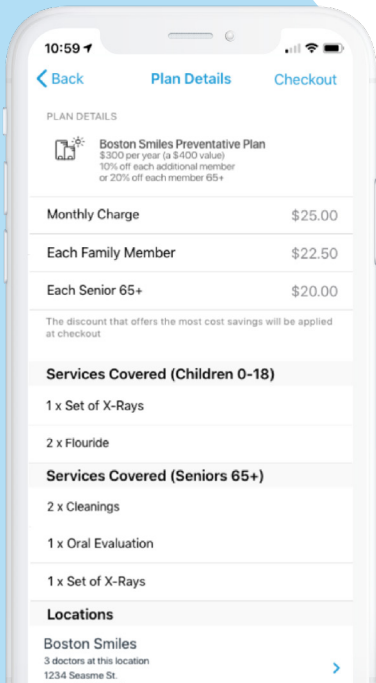 10:59
Back Plan Details Checkout
PLAN DETAILS
Boston Smiles Preventative Plan
$300 per year (a $400 value)
10% off each additional member
or 20% off each member 65+
Monthly Charge $25.00
Each Family Member $22.50
Each Senior 65+ $20.00
The discount that offers the most cost savings will be applied
at checkout
Services Covered (Children 0-18)
1 x Set of X-Rays
2 x Flouride
Services Covered (Seniors 65+)
2 x Cleanings
1 x Oral Evaluation
1 x Set of X-Rays
Locations
Boston Smiles
3 doctors at this location
1234 Seasme St.